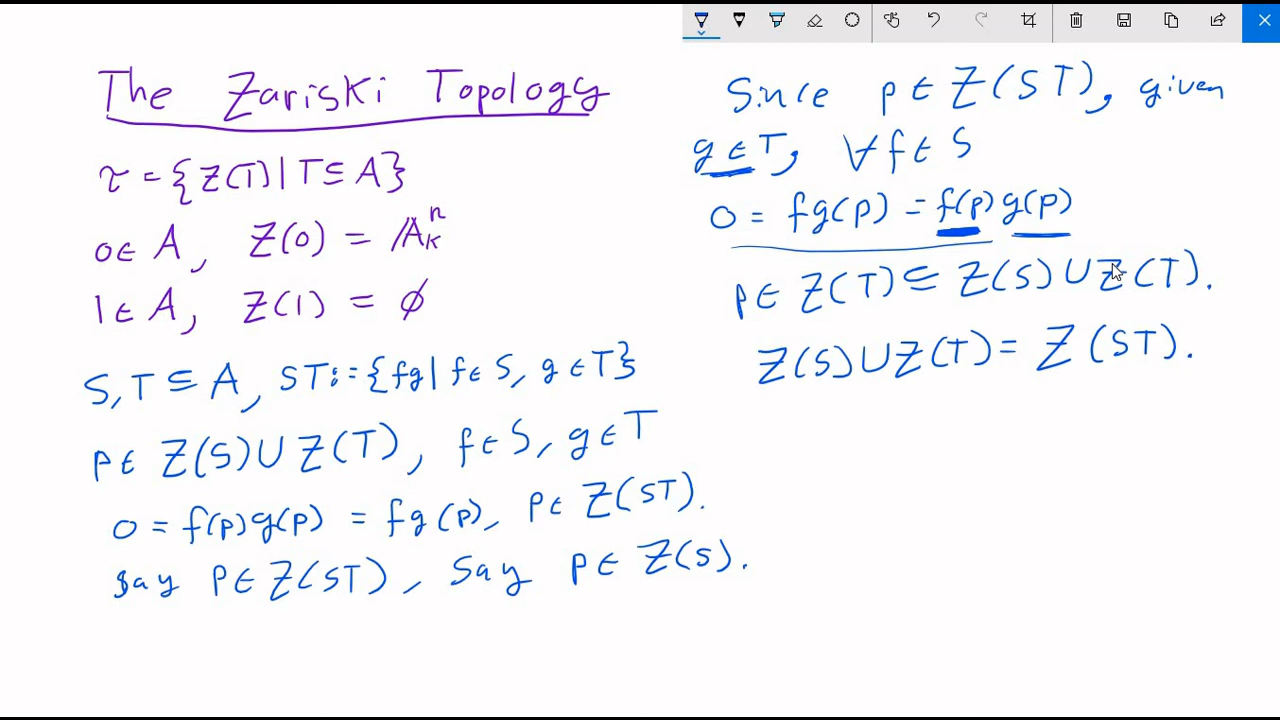 The Zariski Topology
τ = {Z(T) | T ⊆ A}
0 ∈ A, Z(0) = 𝔸ⁿ_K
1 ∈ A, Z(1) = ∅
S, T ⊆ A, ST := {fg | f ∈ S, g ∈ T}
p ∈ Z(S) ∪ Z(T), f ∈ S, g ∈ T
0 = f(p)g(p) = fg(p), p ∈ Z(ST).
say p ∈ Z(ST), say p ∈ Z(S).
Since p ∈ Z(ST), given
g ∈ T, ∀ f ∈ S
0 = fg(p) = f(p)g(p)
p ∈ Z(T) ⊆ Z(S) ∪ Z(T).
Z(S) ∪ Z(T) = Z(ST).